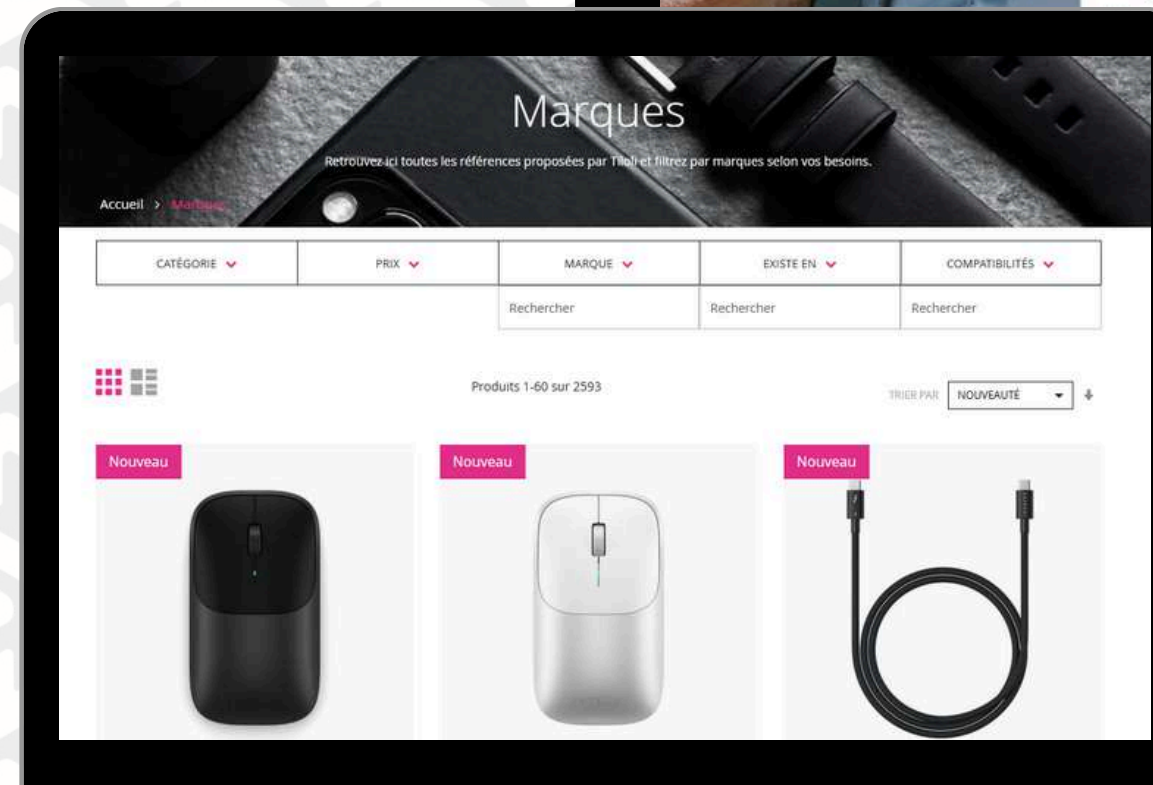 Marques
Retrouvez ici toutes les références proposées par Tiloli et filtrez par marques selon vos besoins.
Accueil > Marques
CATÉGORIE PRIX MARQUE EXISTE EN COMPATIBILITÉS
Rechercher Rechercher Rechercher
Produits 1-60 sur 2593
TRIER PAR NOUVEAUTÉ
Nouveau Nouveau Nouveau